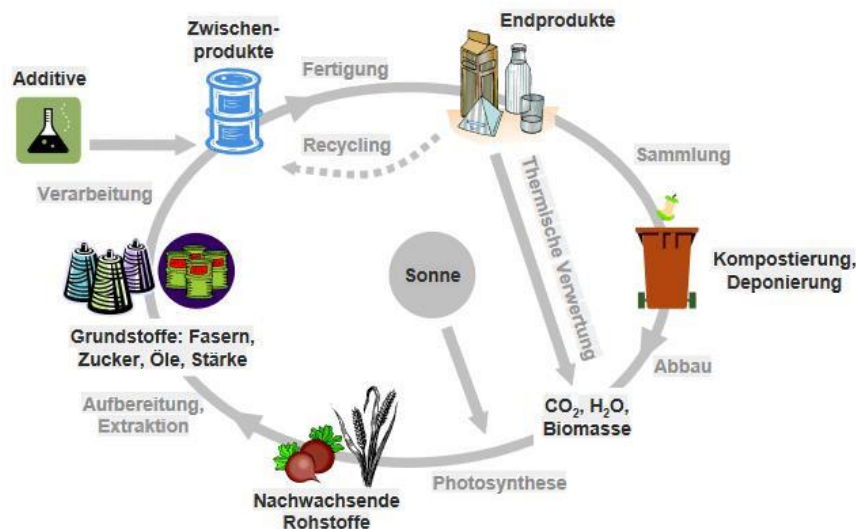 Zwischen-
produkte
Endprodukte
Additive
Fertigung
Recycling
Sammlung
Verarbeitung
Thermische Verwertung
Sonne
Kompostierung,
Deponierung
Grundstoffe: Fasern,
Zucker, Öle, Stärke
Abbau
Aufbereitung,
Extraktion
CO₂, H₂O,
Biomasse
Photosynthese
Nachwachsende
Rohstoffe